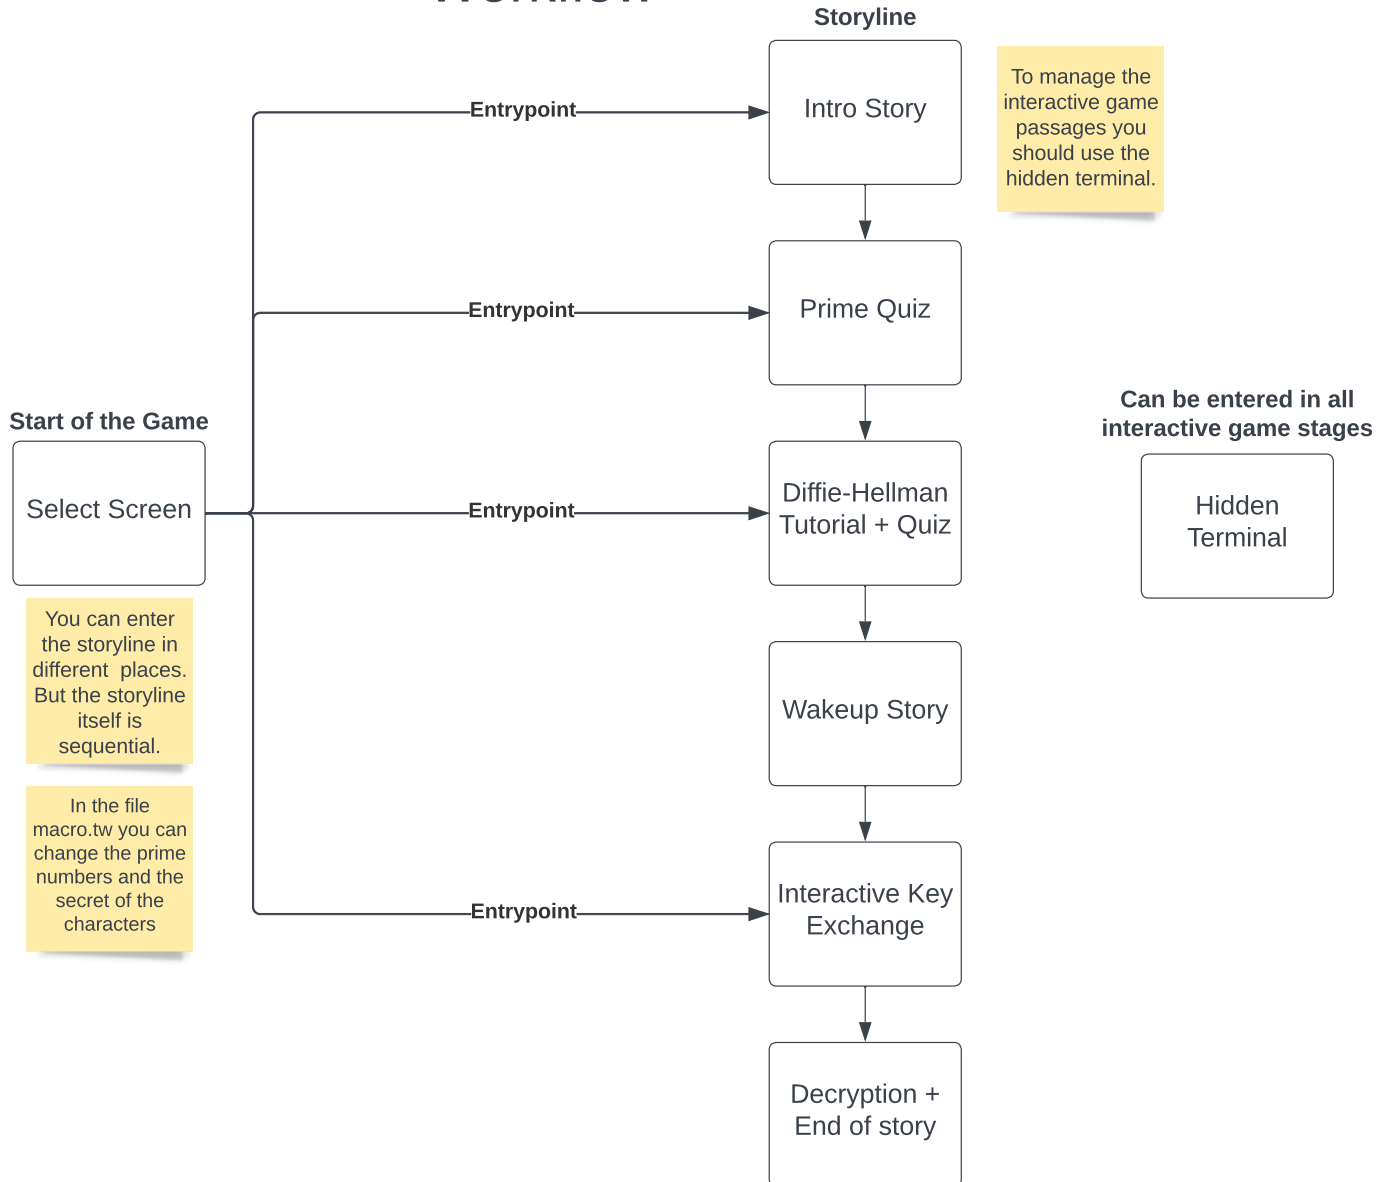 Storyline
Intro Story
To manage the
interactive game
passages you
should use the
hidden terminal.
Entrypoint
Prime Quiz
Entrypoint
Start of the Game
Select Screen
Entrypoint
Diffie-Hellman
Tutorial + Quiz
Can be entered in all
interactive game stages
Hidden
Terminal
You can enter
the storyline in
different  places.
But the storyline
itself is
sequential.
Wakeup Story
In the file
macro.tw you can
change the prime
numbers and the
secret of the
characters
Entrypoint
Interactive Key
Exchange
Decryption +
End of story